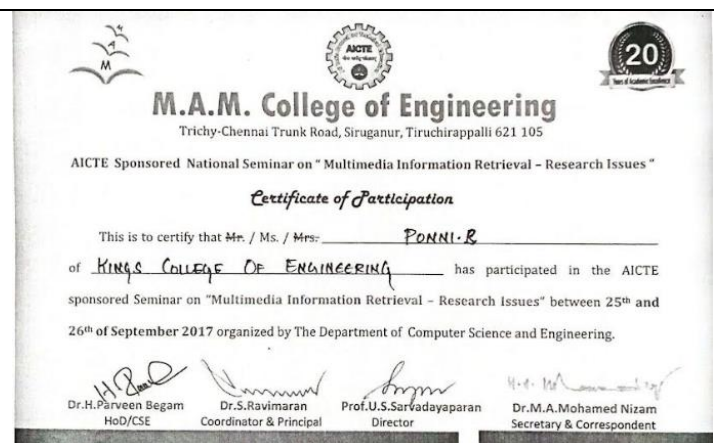 M A M
AICTE
20
Years of Academic Excellence
M.A.M. College of Engineering
Trichy-Chennai Trunk Road, Siruganur, Tiruchirappalli 621 105
AICTE Sponsored National Seminar on " Multimedia Information Retrieval – Research Issues "
Certificate of Participation
This is to certify that Mr. / Ms. / Mrs. PONNI.R
of KINGS COLLEGE OF ENGINEERING has participated in the AICTE
sponsored Seminar on "Multimedia Information Retrieval – Research Issues" between 25th and
26th of September 2017 organized by The Department of Computer Science and Engineering.
Dr.H.Parveen Begam Dr.S.Ravimaran Prof.U.S.Sarvadayaparan Dr.M.A.Mohamed Nizam
HoD/CSE Coordinator & Principal Director Secretary & Correspondent